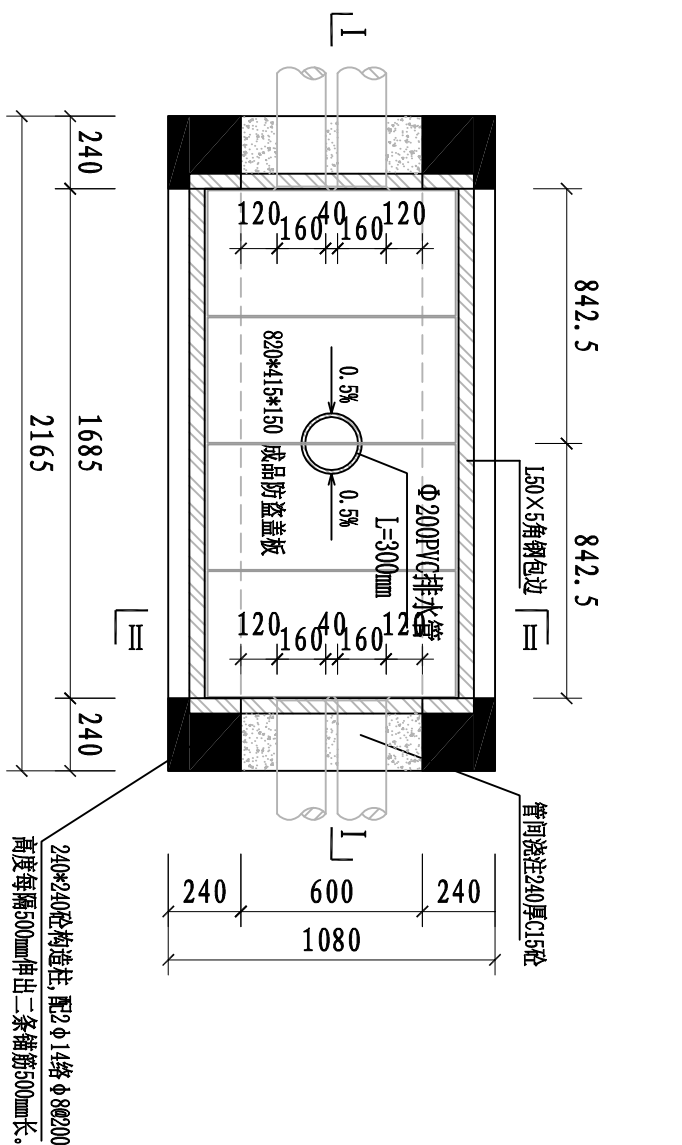 I
240
120
160
40
160
120
842.5
0.5%
820*415*150 成品防盗盖板
0.5%
Φ200PVC排水管
L=300mm
L50×5角钢包边
1685
2165
842.5
120
160
40
160
120
II
II
240
I
管间浇注240厚C15砼
240
600
240
1080
240*240砼构造柱,配2φ14络φ8@200
高度每隔500mm伸出二条锚筋500mm长。